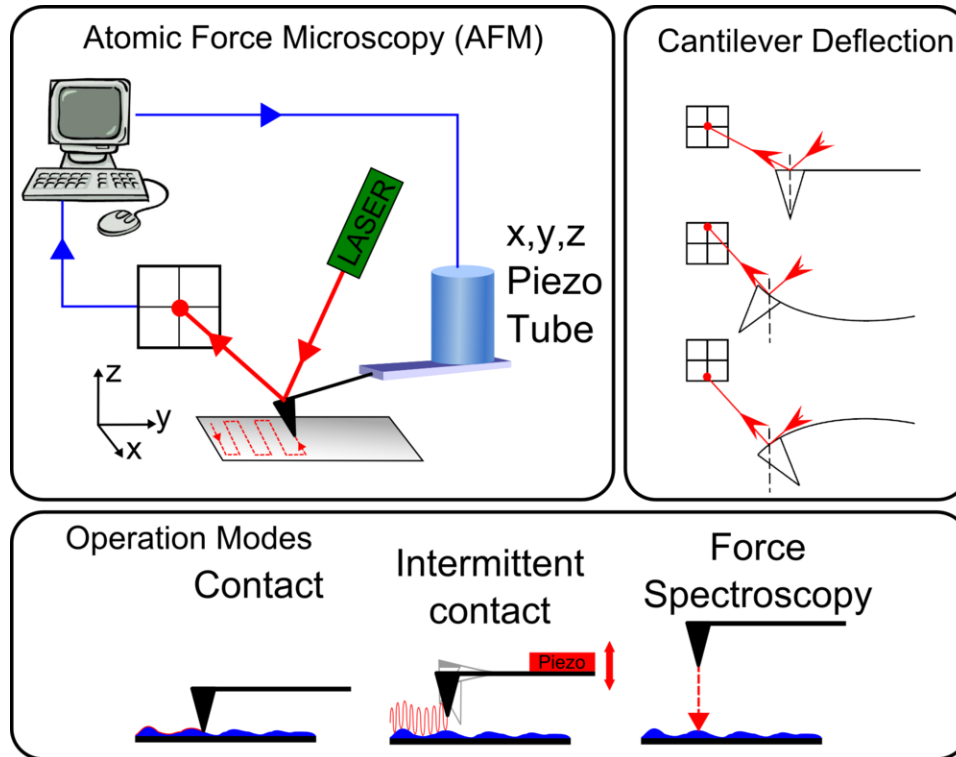 Atomic Force Microscopy (AFM)
LASER
x,y,z
Piezo
Tube
z
y
x
Cantilever Deflection
Operation Modes
Contact
Intermittent
contact
Piezo
Force
Spectroscopy